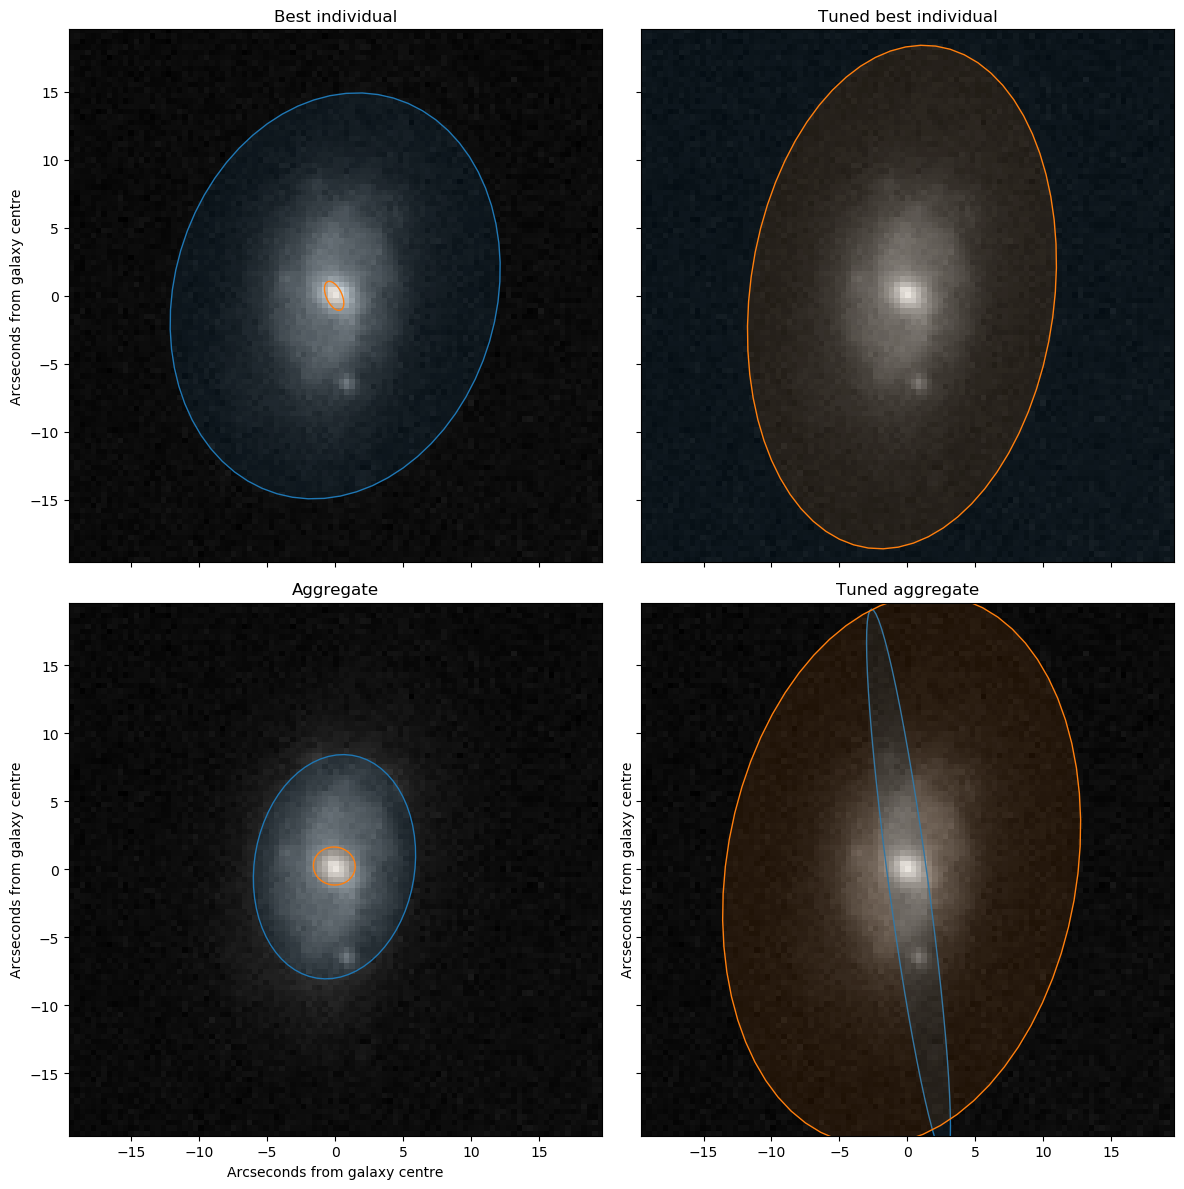 Best individual
Tuned best individual
15
10
5
0
−5
−10
−15
Arcseconds from galaxy centre
Aggregate
Tuned aggregate
15
10
5
0
−5
−10
−15
Arcseconds from galaxy centre
Arcseconds from galaxy centre
−15 −10 −5 0 5 10 15
−15 −10 −5 0 5 10 15
Arcseconds from galaxy centre